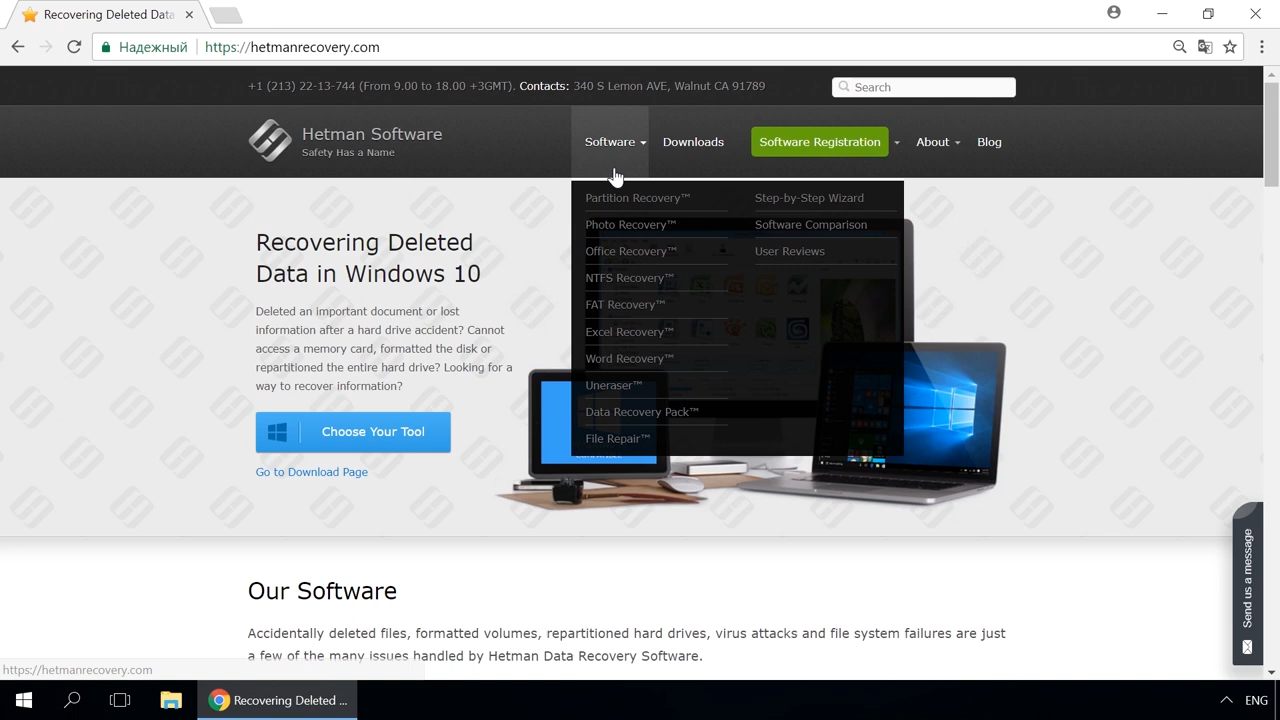 Recovering Deleted Data
Надежный https://hetmanrecovery.com
+1 (213) 22-13-744 (From 9.00 to 18.00 +3GMT). Contacts: 340 S Lemon AVE, Walnut CA 91789
Search
Hetman Software
Safety Has a Name
Software
Downloads
Software Registration
About
Blog
Partition Recovery™
Photo Recovery™
Office Recovery™
NTFS Recovery™
FAT Recovery™
Excel Recovery™
Word Recovery™
Uneraser™
Data Recovery Pack™
File Repair™
Step-by-Step Wizard
Software Comparison
User Reviews
Recovering Deleted
Data in Windows 10
Deleted an important document or lost
information after a hard drive accident? Cannot
access a memory card, formatted the disk or
repartitioned the entire hard drive? Looking for a
way to recover information?
Choose Your Tool
Go to Download Page
Send us a message
Our Software
Accidentally deleted files, formatted volumes, repartitioned hard drives, virus attacks and file system failures are just
a few of the many issues handled by Hetman Data Recovery Software.
https://hetmanrecovery.com
Recovering Deleted ...
ENG